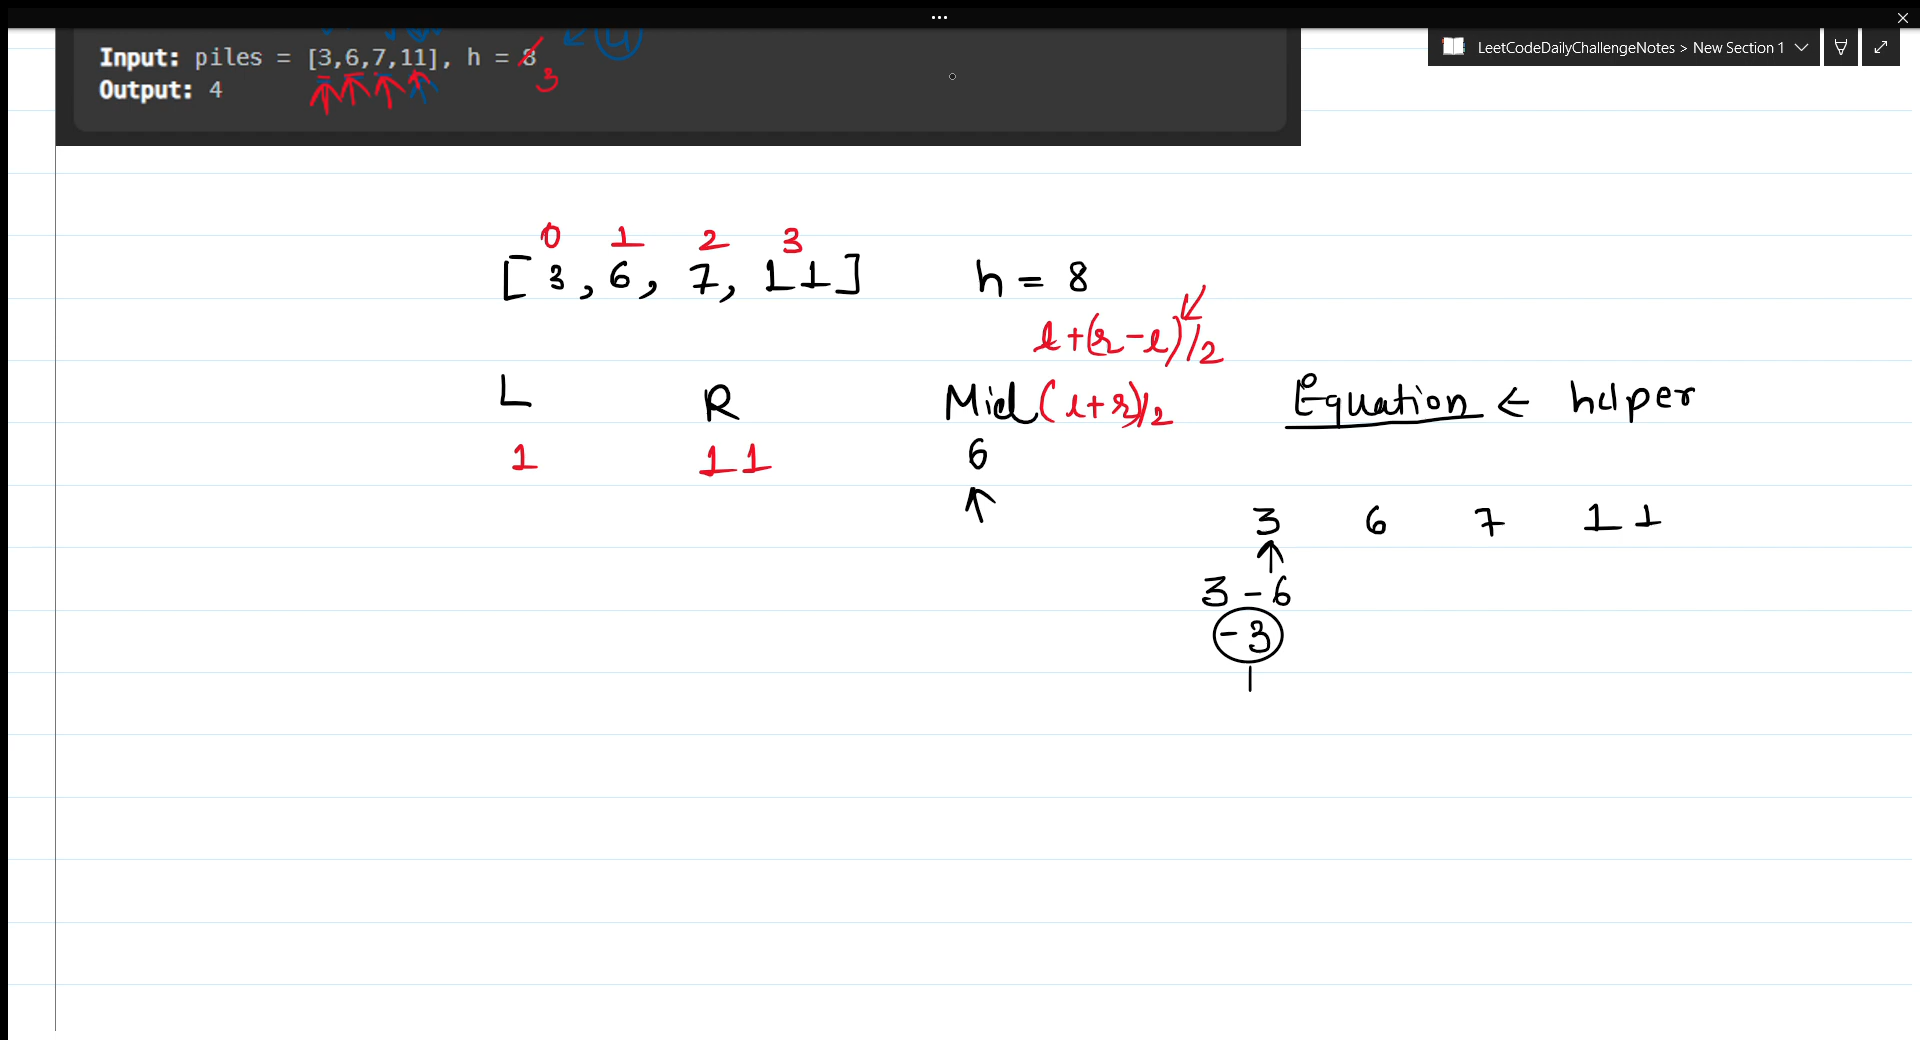 ...
LeetCodeDailyChallengeNotes > New Section 1
Input: piles = [3,6,7,11], h = 8
4
3
Output: 4
0 1 2 3
[ 3 , 6 , 7 , 11 ] h = 8
l + (r - l) / 2
L R Mid (l + r) / 2 Equation ← helper
1 11 6
↑
3 6 7 11
↑
3 - 6
- 3
|